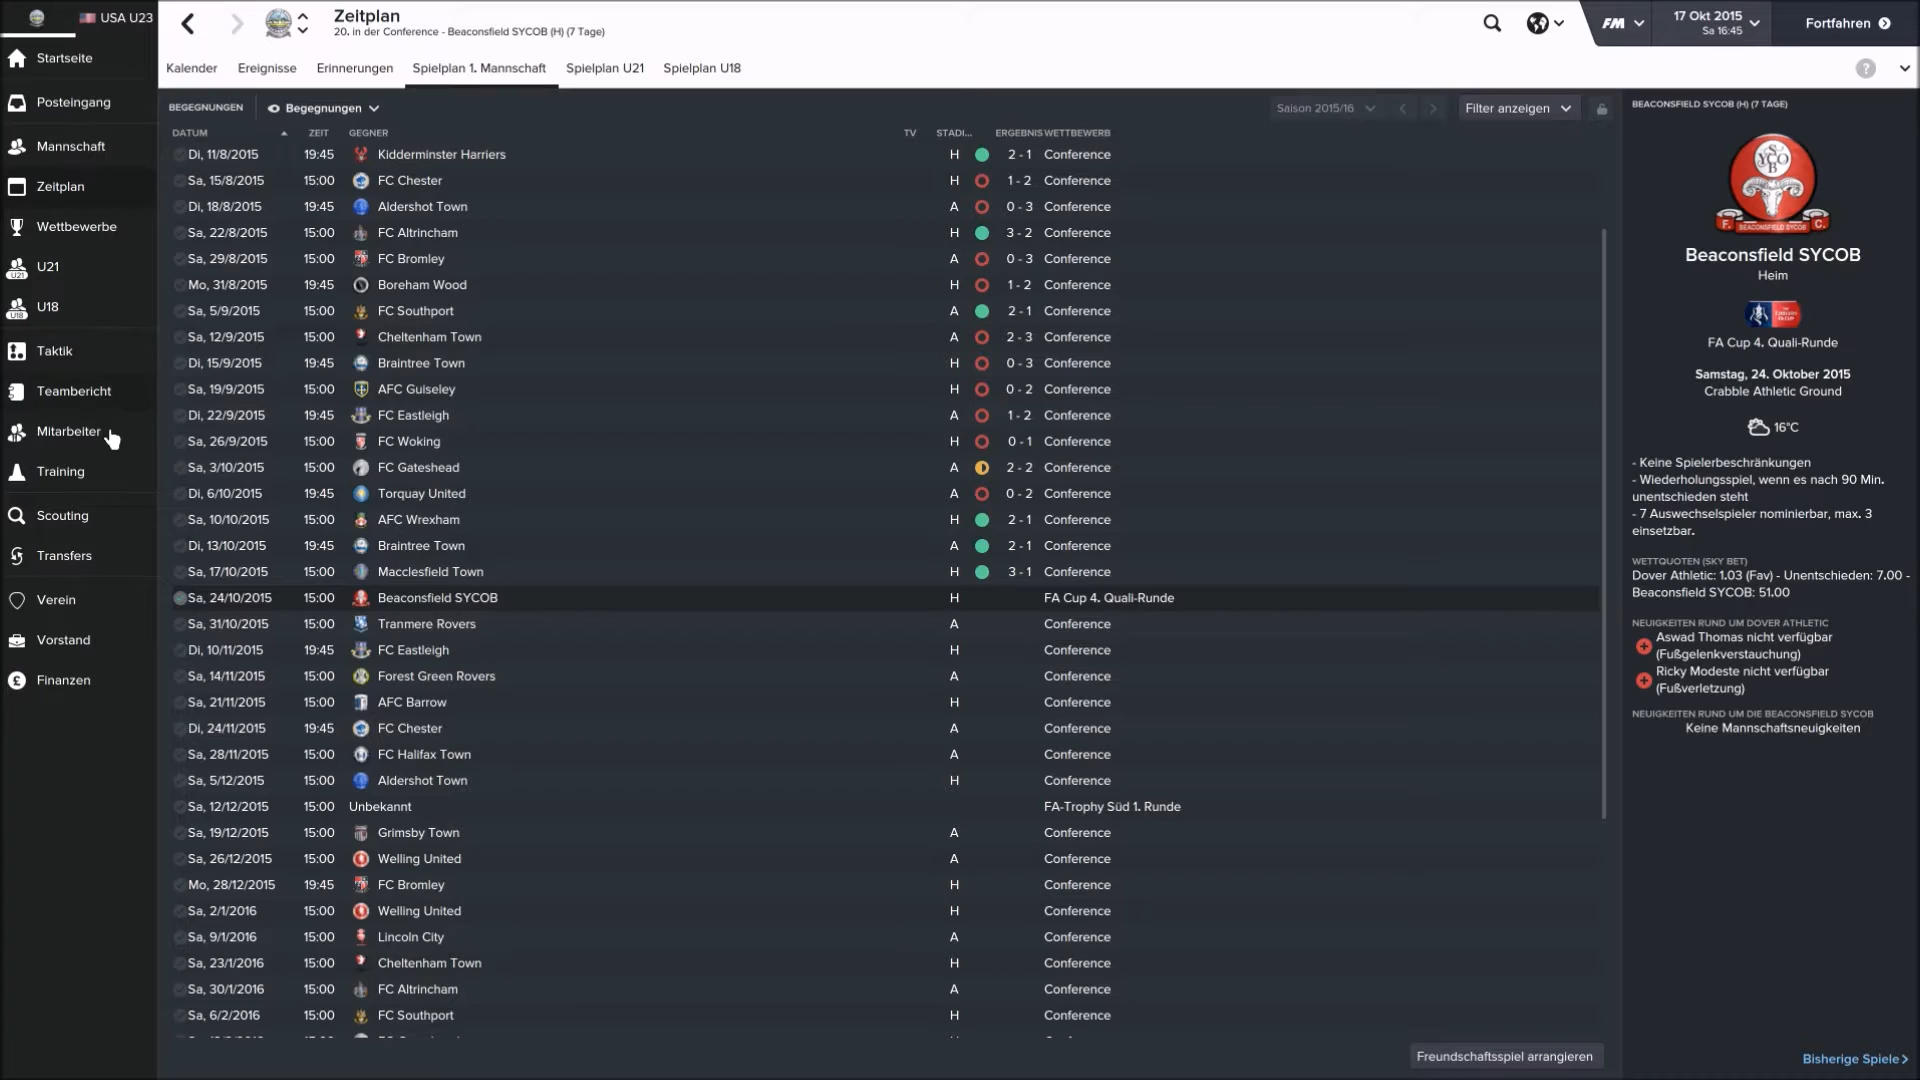 USA U23
Zeitplan
20. in der Conference - Beaconsfield SYCOB (H) (7 Tage)
FM
17 Okt 2015
Sa 16:45
Fortfahren
Startseite
Posteingang
Mannschaft
Zeitplan
Wettbewerbe
U21
U18
Taktik
Teambericht
Mitarbeiter
Training
Scouting
Transfers
Verein
Vorstand
Finanzen
Kalender Ereignisse Erinnerungen Spielplan 1. Mannschaft Spielplan U21 Spielplan U18
BEGEGNUNGEN Begegnungen Saison 2015/16 Filter anzeigen
DATUM ZEIT GEGNER TV STADI... ERGEBNIS WETTBEWERB
Di, 11/8/2015 19:45 Kidderminster Harriers H 2 - 1 Conference
Sa, 15/8/2015 15:00 FC Chester H 1 - 2 Conference
Di, 18/8/2015 19:45 Aldershot Town A 0 - 3 Conference
Sa, 22/8/2015 15:00 FC Altrincham H 3 - 2 Conference
Sa, 29/8/2015 15:00 FC Bromley A 0 - 3 Conference
Mo, 31/8/2015 19:45 Boreham Wood H 1 - 2 Conference
Sa, 5/9/2015 15:00 FC Southport A 2 - 1 Conference
Sa, 12/9/2015 15:00 Cheltenham Town A 2 - 3 Conference
Di, 15/9/2015 19:45 Braintree Town H 0 - 3 Conference
Sa, 19/9/2015 15:00 AFC Guiseley H 0 - 2 Conference
Di, 22/9/2015 19:45 FC Eastleigh A 1 - 2 Conference
Sa, 26/9/2015 15:00 FC Woking H 0 - 1 Conference
Sa, 3/10/2015 15:00 FC Gateshead A 2 - 2 Conference
Di, 6/10/2015 19:45 Torquay United A 0 - 2 Conference
Sa, 10/10/2015 15:00 AFC Wrexham H 2 - 1 Conference
Di, 13/10/2015 19:45 Braintree Town A 2 - 1 Conference
Sa, 17/10/2015 15:00 Macclesfield Town H 3 - 1 Conference
Sa, 24/10/2015 15:00 Beaconsfield SYCOB H FA Cup 4. Quali-Runde
Sa, 31/10/2015 15:00 Tranmere Rovers A Conference
Di, 10/11/2015 19:45 FC Eastleigh H Conference
Sa, 14/11/2015 15:00 Forest Green Rovers A Conference
Sa, 21/11/2015 15:00 AFC Barrow H Conference
Di, 24/11/2015 19:45 FC Chester A Conference
Sa, 28/11/2015 15:00 FC Halifax Town A Conference
Sa, 5/12/2015 15:00 Aldershot Town H Conference
Sa, 12/12/2015 15:00 Unbekannt FA-Trophy Süd 1. Runde
Sa, 19/12/2015 15:00 Grimsby Town A Conference
Sa, 26/12/2015 15:00 Welling United A Conference
Mo, 28/12/2015 19:45 FC Bromley H Conference
Sa, 2/1/2016 15:00 Welling United H Conference
Sa, 9/1/2016 15:00 Lincoln City A Conference
Sa, 23/1/2016 15:00 Cheltenham Town H Conference
Sa, 30/1/2016 15:00 FC Altrincham A Conference
Sa, 6/2/2016 15:00 FC Southport H Conference
Freundschaftsspiel arrangieren
BEACONSFIELD SYCOB (H) (7 TAGE)
S
YCO
B
F. C.
BEACONSFIELD SYCOB
Beaconsfield SYCOB
Heim
FA Cup 4. Quali-Runde
Samstag, 24. Oktober 2015
Crabble Athletic Ground
16°C
- Keine Spielerbeschränkungen
- Wiederholungsspiel, wenn es nach 90 Min.
unentschieden steht
- 7 Auswechselspieler nominierbar, max. 3
einsetzbar.
WETTQUOTEN (SKY BET)
Dover Athletic: 1.03 (Fav) - Unentschieden: 7.00 -
Beaconsfield SYCOB: 51.00
NEUIGKEITEN RUND UM DOVER ATHLETIC
Aswad Thomas nicht verfügbar
(Fußgelenkverstauchung)
Ricky Modeste nicht verfügbar
(Fußverletzung)
NEUIGKEITEN RUND UM DIE BEACONSFIELD SYCOB
Keine Mannschaftsneuigkeiten
Bisherige Spiele